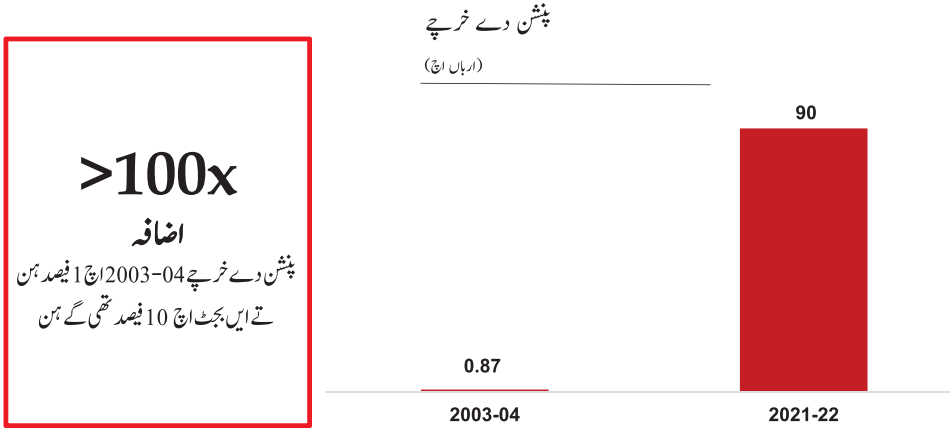 پنشن دے خرچے
(ارباں اچ)
>100x
اضافہ
پنشن دے خرچے 04-2003 اچ 1 فیصد ہن
تے ایں بجٹ اچ 10 فیصد تھی گے ہن
90
0.87
2003-04
2021-22